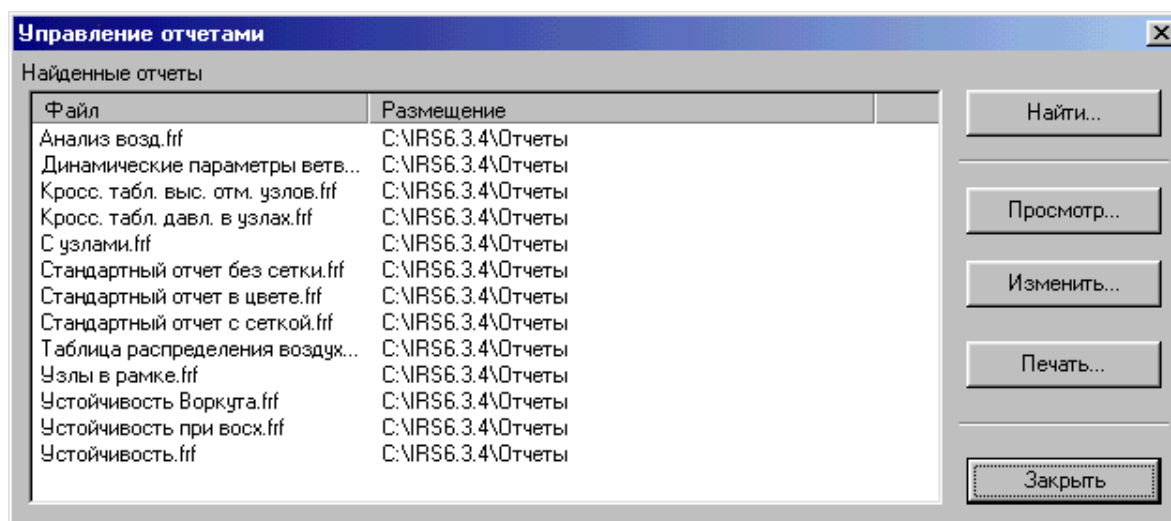 Управление отчетами
Найденные отчеты
Файл Размещение
Анализ возд.frf C:\IRS6.3.4\Отчеты
Динамические параметры ветв... C:\IRS6.3.4\Отчеты
Кросс. табл. выс. отм. узлов.frf C:\IRS6.3.4\Отчеты
Кросс. табл. давл. в узлах.frf C:\IRS6.3.4\Отчеты
С узлами.frf C:\IRS6.3.4\Отчеты
Стандартный отчет без сетки.frf C:\IRS6.3.4\Отчеты
Стандартный отчет в цвете.frf C:\IRS6.3.4\Отчеты
Стандартный отчет с сеткой.frf C:\IRS6.3.4\Отчеты
Таблица распределения воздух... C:\IRS6.3.4\Отчеты
Узлы в рамке.frf C:\IRS6.3.4\Отчеты
Устойчивость Воркута.frf C:\IRS6.3.4\Отчеты
Устойчивость при восх.frf C:\IRS6.3.4\Отчеты
Устойчивость.frf C:\IRS6.3.4\Отчеты
Найти...
Просмотр...
Изменить...
Печать...
Закрыть